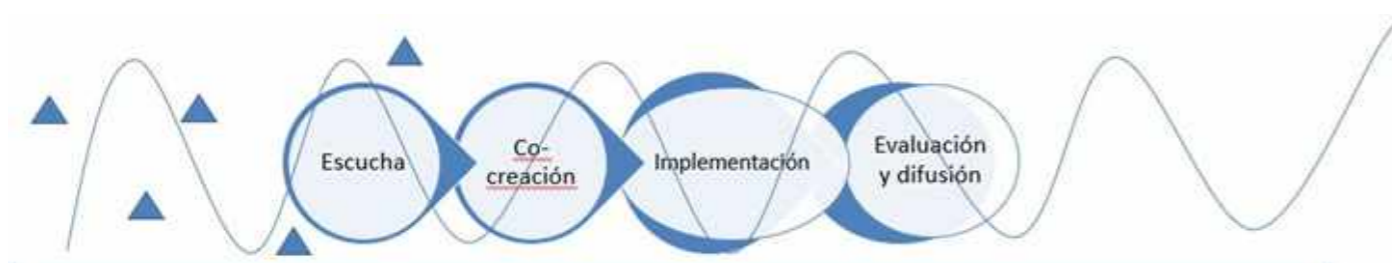 Escucha
Co-
creación
Implementación
Evaluación
y difusión